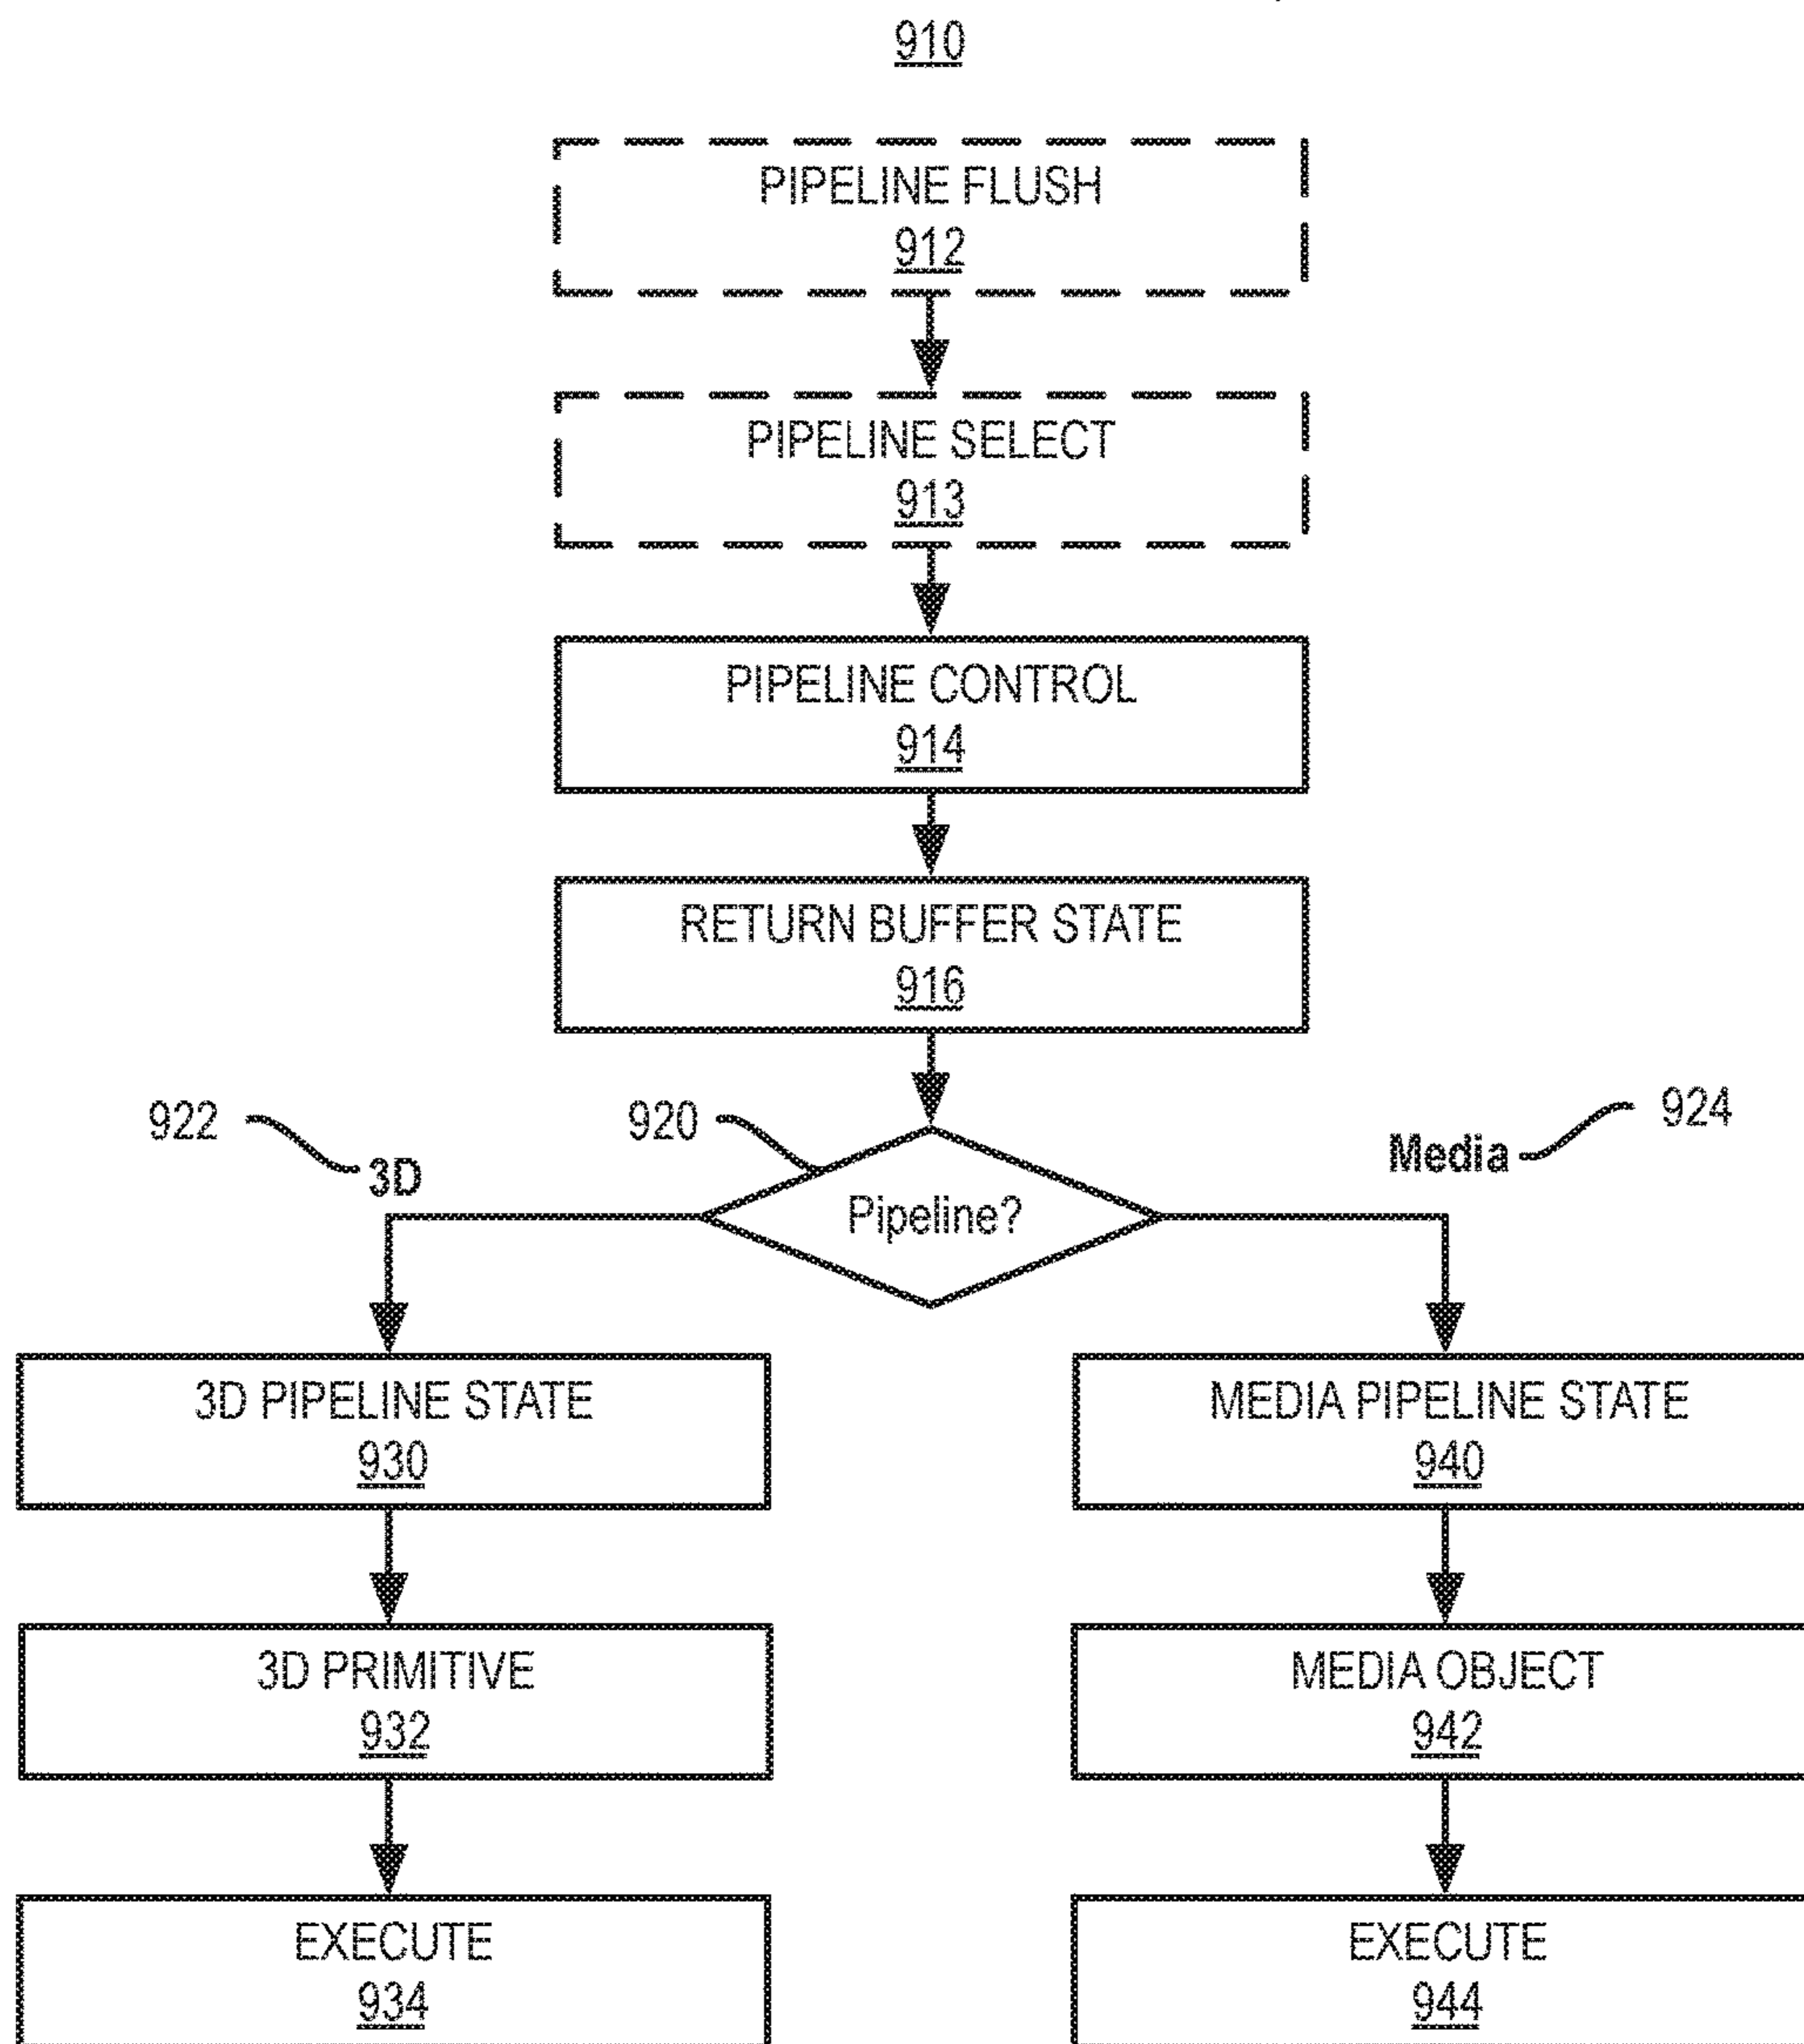 910
PIPELINE FLUSH
912
PIPELINE SELECT
913
PIPELINE CONTROL
914
RETURN BUFFER STATE
916
922
920
924
3D
Media
Pipeline?
3D PIPELINE STATE
930
MEDIA PIPELINE STATE
940
3D PRIMITIVE
932
MEDIA OBJECT
942
EXECUTE
934
EXECUTE
944